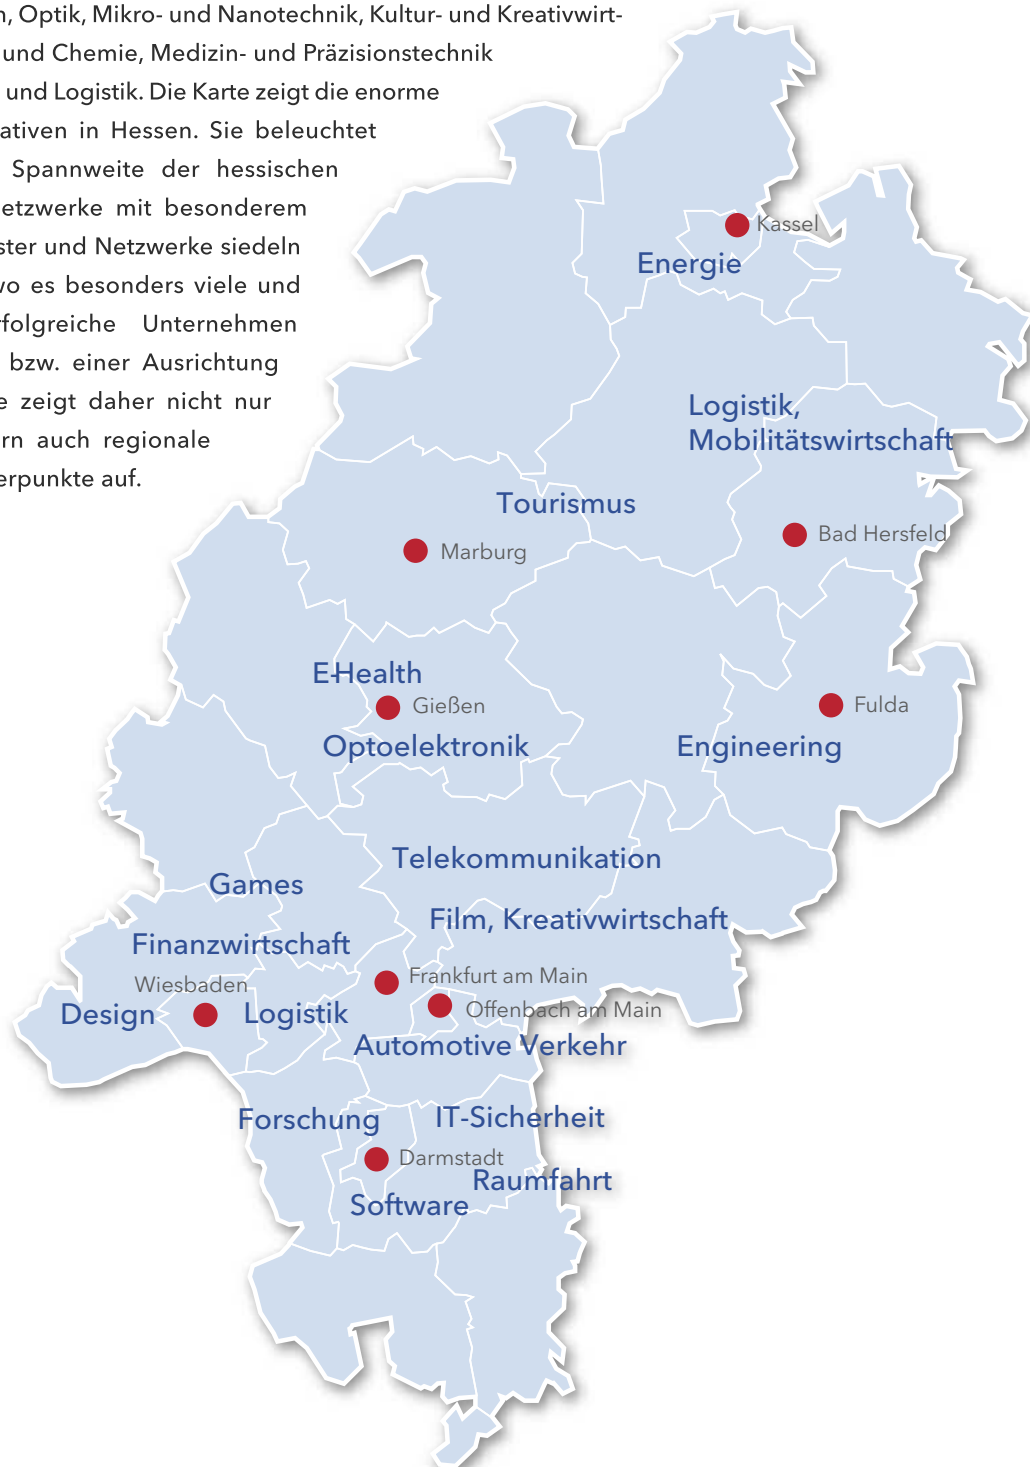 , Optik, Mikro- und Nanotechnik, Kultur- und Kreativwirt-
und Chemie, Medizin- und Präzisionstechnik
und Logistik. Die Karte zeigt die enorme
ativen in Hessen. Sie beleuchtet
Spannweite der hessischen
etzwerke mit besonderem
ster und Netzwerke siedeln
wo es besonders viele und
rfolgreiche Unternehmen
bzw. einer Ausrichtung
e zeigt daher nicht nur
rn auch regionale
erpunkte auf.
Kassel
Energie
Logistik,
Mobilitätswirtschaft
Tourismus
Bad Hersfeld
Marburg
E-Health
Gießen
Fulda
Optoelektronik
Engineering
Telekommunikation
Games
Film, Kreativwirtschaft
Finanzwirtschaft
Frankfurt am Main
Wiesbaden
Offenbach am Main
Design
Logistik
Automotive Verkehr
Forschung
IT-Sicherheit
Darmstadt
Raumfahrt
Software